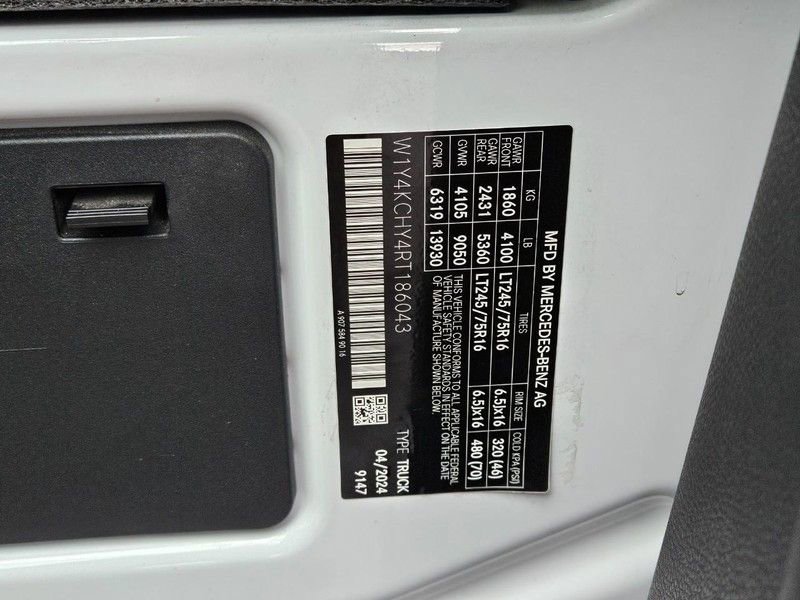 MFD BY MERCEDES-BENZ AG
KG LB TIRES RIM SIZE COLD KPA (PSI)
GAWR FRONT 1860 4100 LT245/75R16 6.5Jx16 320 (46)
GAWR REAR 2431 5360 LT245/75R16 6.5Jx16 480 (70)
GVWR 4105 9050
GCWR 6319 13930
THIS VEHICLE CONFORMS TO ALL APPLICABLE FEDERAL
VEHICLE SAFETY STANDARDS IN EFFECT ON THE DATE
OF MANUFACTURE SHOWN BELOW.
W1Y4KCHY4RT186043
TYPE TRUCK
04/2024
9147
A 907 584 90 16